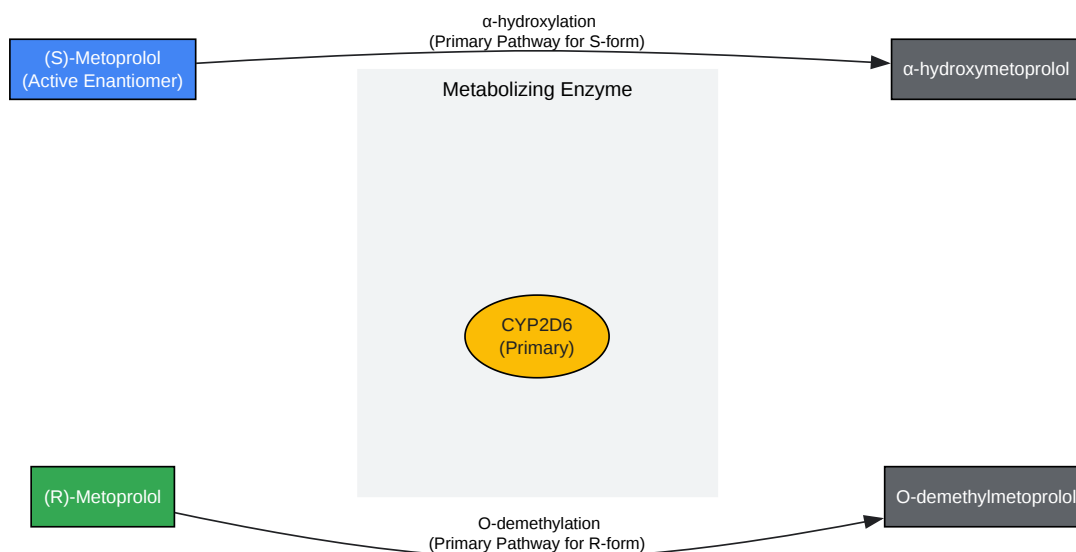 α-hydroxylation
(Primary Pathway for S-form)
(S)-Metoprolol
(Active Enantiomer)
α-hydroxymetoprolol
Metabolizing Enzyme
CYP2D6
(Primary)
(R)-Metoprolol
O-demethylmetoprolol
O-demethylation
(Primary Pathway for R-form)